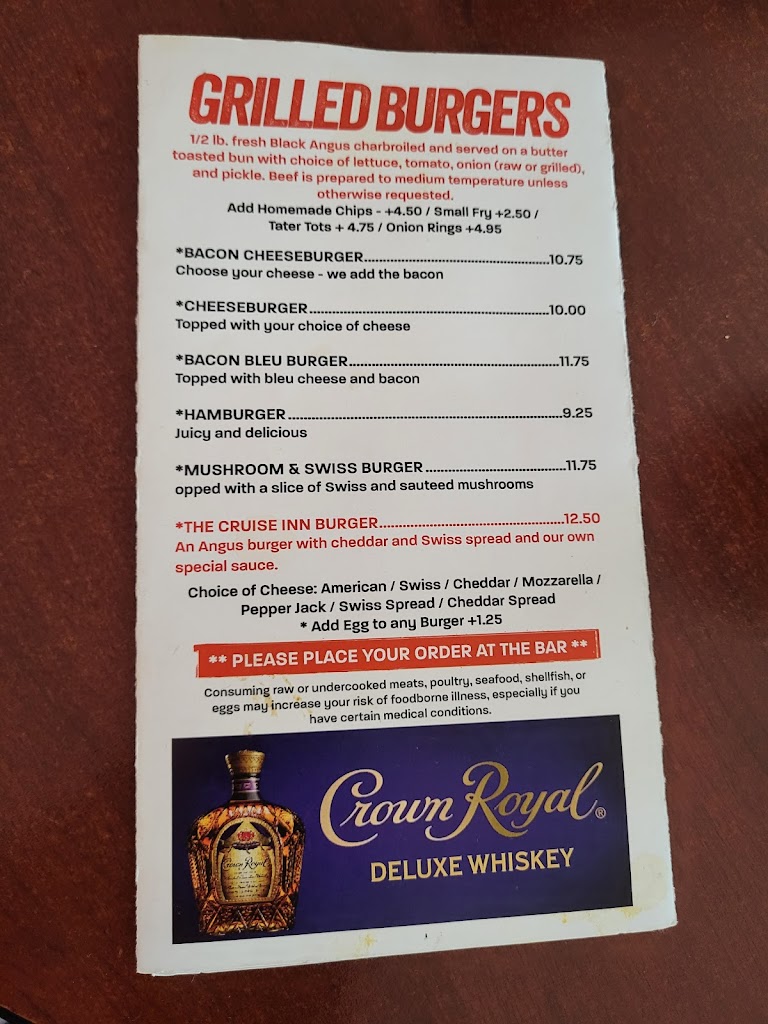 GRILLED BURGERS
1/2 lb. fresh Black Angus charbroiled and served on a butter
toasted bun with choice of lettuce, tomato, onion (raw or grilled),
and pickle. Beef is prepared to medium temperature unless
otherwise requested.
Add Homemade Chips - +4.50 / Small Fry +2.50 /
Tater Tots + 4.75 / Onion Rings +4.95
*BACON CHEESEBURGER..................................................10.75
Choose your cheese - we add the bacon
*CHEESEBURGER................................................................10.00
Topped with your choice of cheese
*BACON BLEU BURGER........................................................11.75
Topped with bleu cheese and bacon
*HAMBURGER.......................................................................9.25
Juicy and delicious
*MUSHROOM & SWISS BURGER......................................11.75
opped with a slice of Swiss and sauteed mushrooms
*THE CRUISE INN BURGER..................................................12.50
An Angus burger with cheddar and Swiss spread and our own
special sauce.
Choice of Cheese: American / Swiss / Cheddar / Mozzarella /
Pepper Jack / Swiss Spread / Cheddar Spread
* Add Egg to any Burger +1.25
** PLEASE PLACE YOUR ORDER AT THE BAR **
Consuming raw or undercooked meats, poultry, seafood, shellfish, or
eggs may increase your risk of foodborne illness, especially if you
have certain medical conditions.
Crown Royal®
DELUXE WHISKEY
Crown Royal